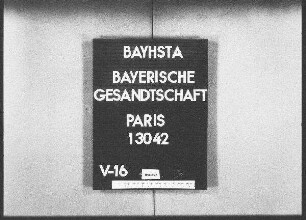 BAYHSTA
BAYERISCHE
GESANDTSCHAFT
PARIS
13042
V-16